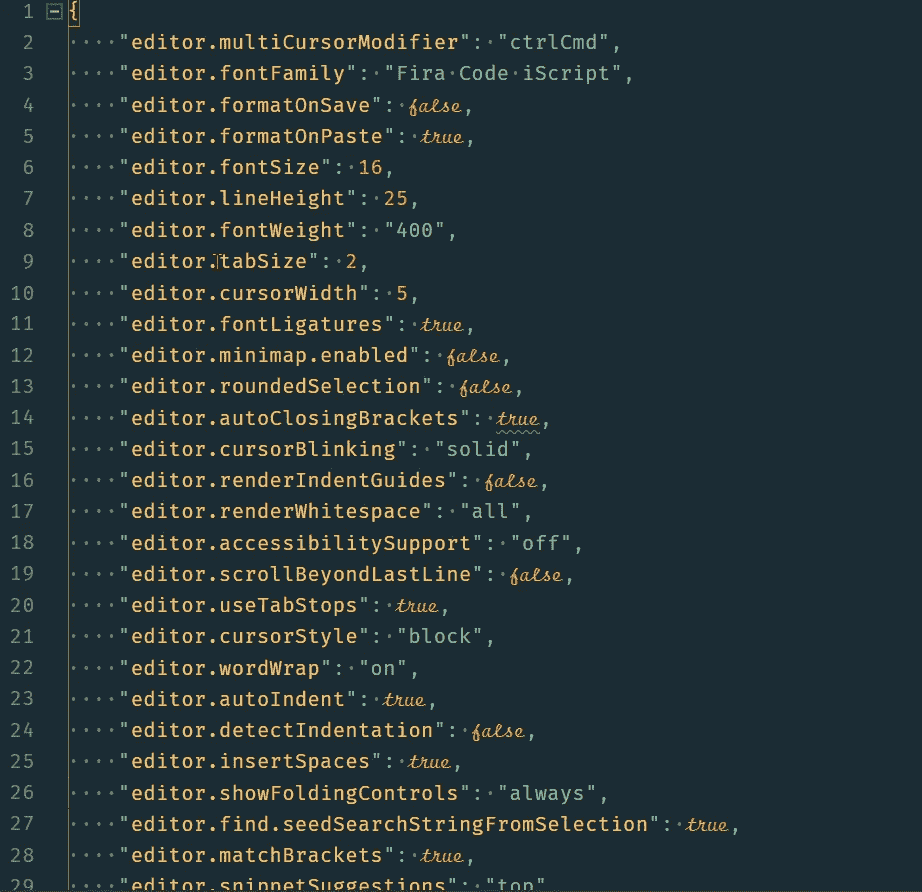 1 {
2 ····"editor.multiCursorModifier":·"ctrlCmd",
3 ····"editor.fontFamily":·"Fira·Code·iScript",
4 ····"editor.formatOnSave":·false,
5 ····"editor.formatOnPaste":·true,
6 ····"editor.fontSize":·16,
7 ····"editor.lineHeight":·25,
8 ····"editor.fontWeight":·"400",
9 ····"editor.tabSize":·2,
10 ····"editor.cursorWidth":·5,
11 ····"editor.fontLigatures":·true,
12 ····"editor.minimap.enabled":·false,
13 ····"editor.roundedSelection":·false,
14 ····"editor.autoClosingBrackets":·true,
15 ····"editor.cursorBlinking":·"solid",
16 ····"editor.renderIndentGuides":·false,
17 ····"editor.renderWhitespace":·"all",
18 ····"editor.accessibilitySupport":·"off",
19 ····"editor.scrollBeyondLastLine":·false,
20 ····"editor.useTabStops":·true,
21 ····"editor.cursorStyle":·"block",
22 ····"editor.wordWrap":·"on",
23 ····"editor.autoIndent":·true,
24 ····"editor.detectIndentation":·false,
25 ····"editor.insertSpaces":·true,
26 ····"editor.showFoldingControls":·"always",
27 ····"editor.find.seedSearchStringFromSelection":·true,
28 ····"editor.matchBrackets":·true,
29 ····"editor.snippetSuggestions":·"top"